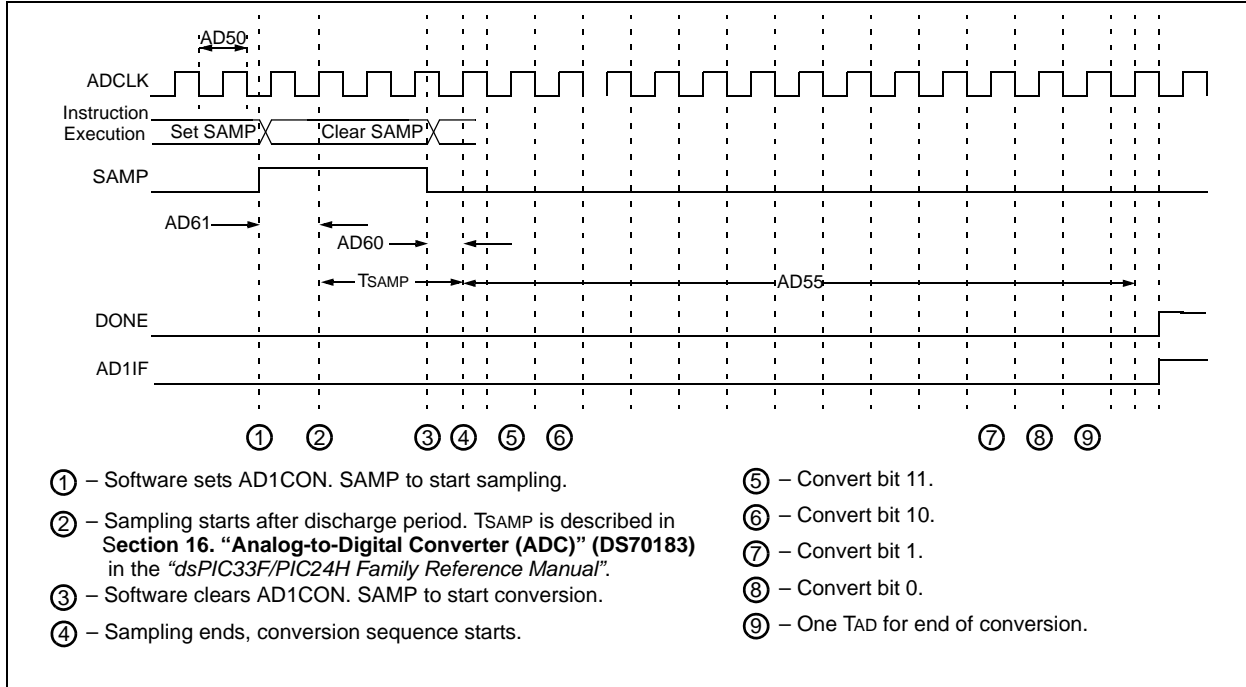 AD50
ADCLK
Instruction
Execution
Set SAMP
Clear SAMP
SAMP
AD61
AD60
TSAMP
AD55
DONE
AD1IF
1 2 3 4 5 6 7 8 9
1 – Software sets AD1CON. SAMP to start sampling.
2 – Sampling starts after discharge period. TSAMP is described in
Section 16. “Analog-to-Digital Converter (ADC)” (DS70183)
in the “dsPIC33F/PIC24H Family Reference Manual”.
3 – Software clears AD1CON. SAMP to start conversion.
4 – Sampling ends, conversion sequence starts.
5 – Convert bit 11.
6 – Convert bit 10.
7 – Convert bit 1.
8 – Convert bit 0.
9 – One TAD for end of conversion.